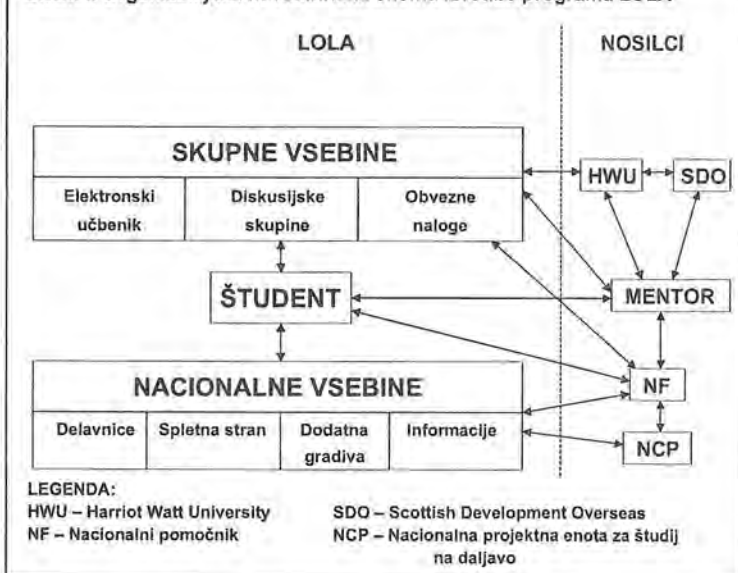 LOLA
NOSILCI
SKUPNE VSEBINE
HWU
SDO
Elektronski učbenik
Diskusijske skupine
Obvezne naloge
ŠTUDENT
MENTOR
NACIONALNE VSEBINE
NF
Delavnice
Spletna stran
Dodatna gradiva
Informacije
NCP
LEGENDA:
HWU – Harriot Watt University
SDO – Scottish Development Overseas
NF – Nacionalni pomočnik
NCP – Nacionalna projektna enota za študij
na daljavo